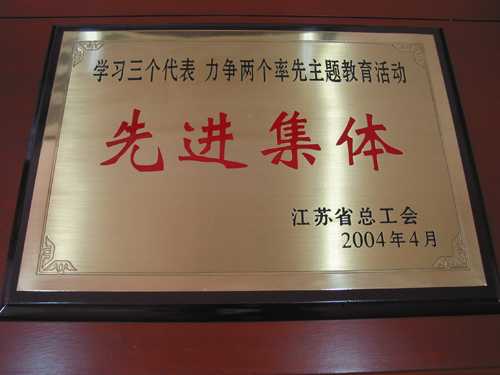 学习三个代表 力争两个率先主题教育活动
先进集体
江苏省总工会
2004年4月